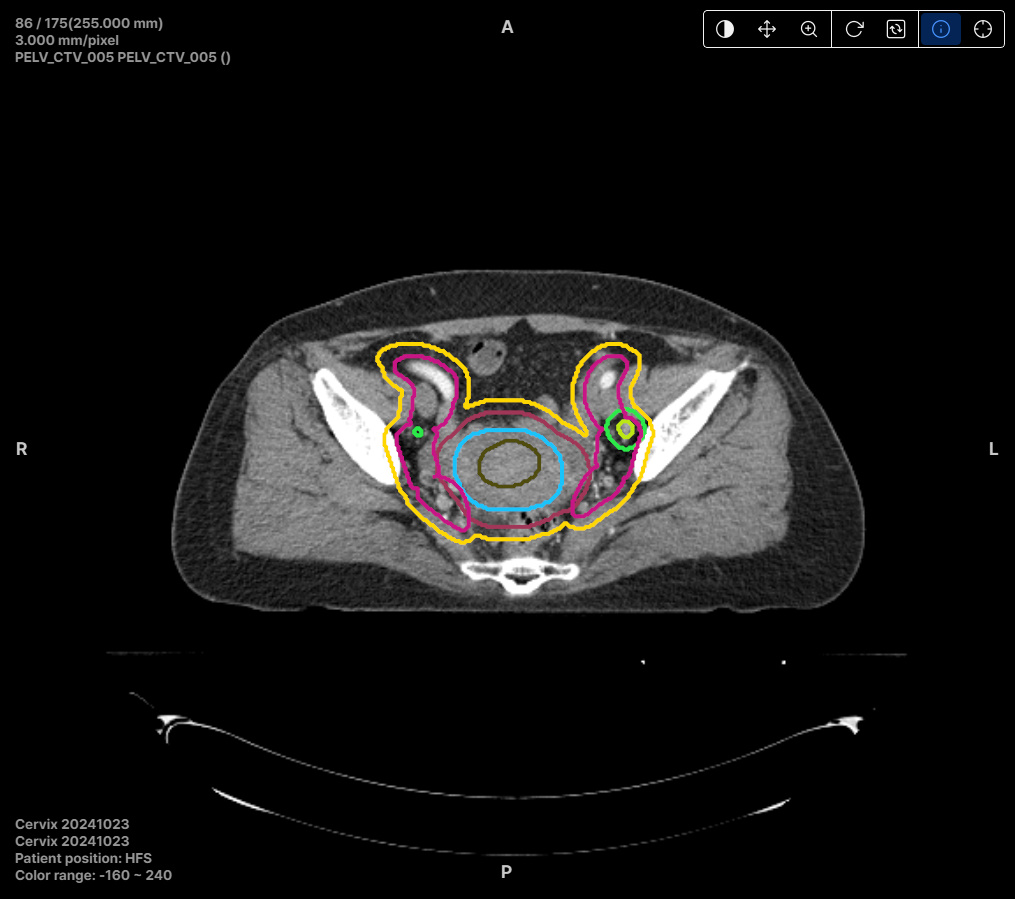 86 / 175(255.000 mm)
3.000 mm/pixel
PELV_CTV_005 PELV_CTV_005 ()
A
R
L
Cervix 20241023
Cervix 20241023
Patient position: HFS
Color range: -160 ~ 240
P